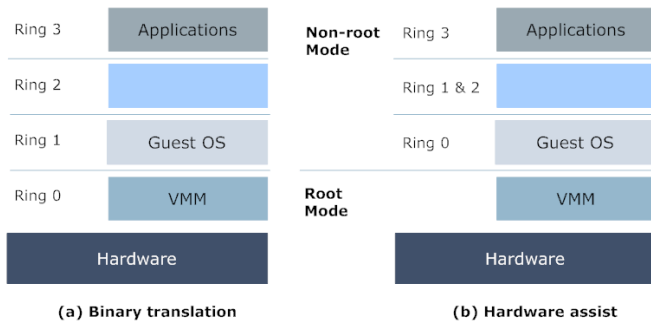 Ring 3 Applications
Ring 2
Ring 1 Guest OS
Ring 0 VMM
Hardware
(a) Binary translation
Non-root
Mode
Ring 3 Applications
Ring 1 & 2
Ring 0 Guest OS
Root
Mode
VMM
Hardware
(b) Hardware assist